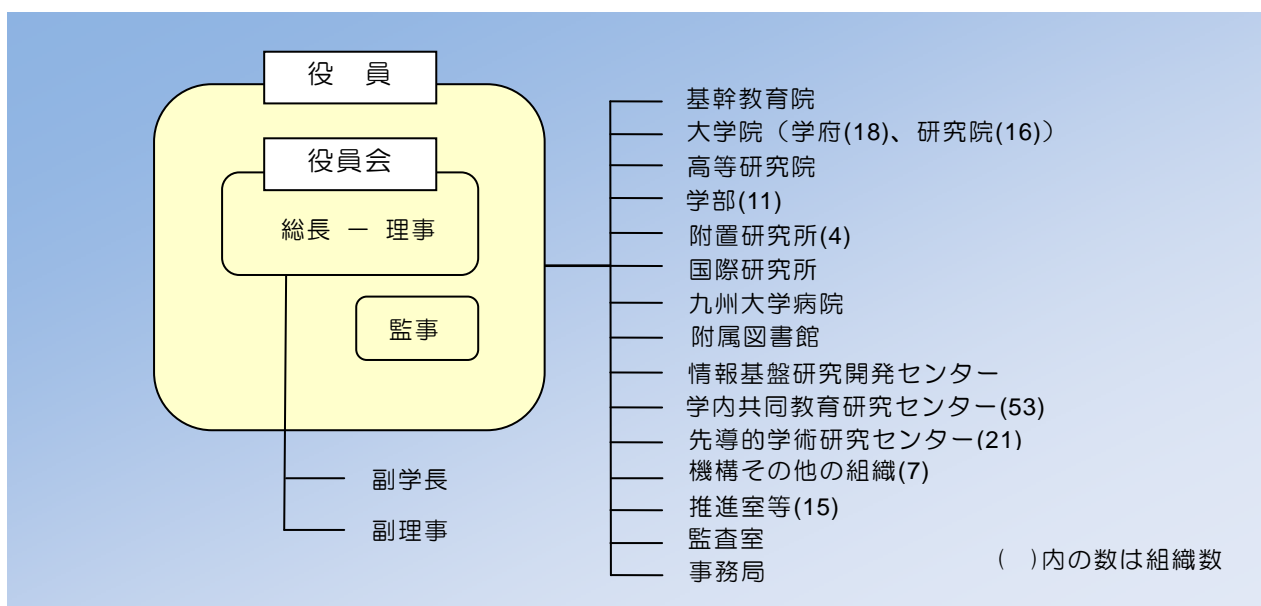 役 員
役員会
総長 － 理事
監事
副学長
副理事
基幹教育院
大学院（学府(18)、研究院(16)）
高等研究院
学部(11)
附置研究所(4)
国際研究所
九州大学病院
附属図書館
情報基盤研究開発センター
学内共同教育研究センター(53)
先導的学術研究センター(21)
機構その他の組織(7)
推進室等(15)
監査室
事務局
( )内の数は組織数